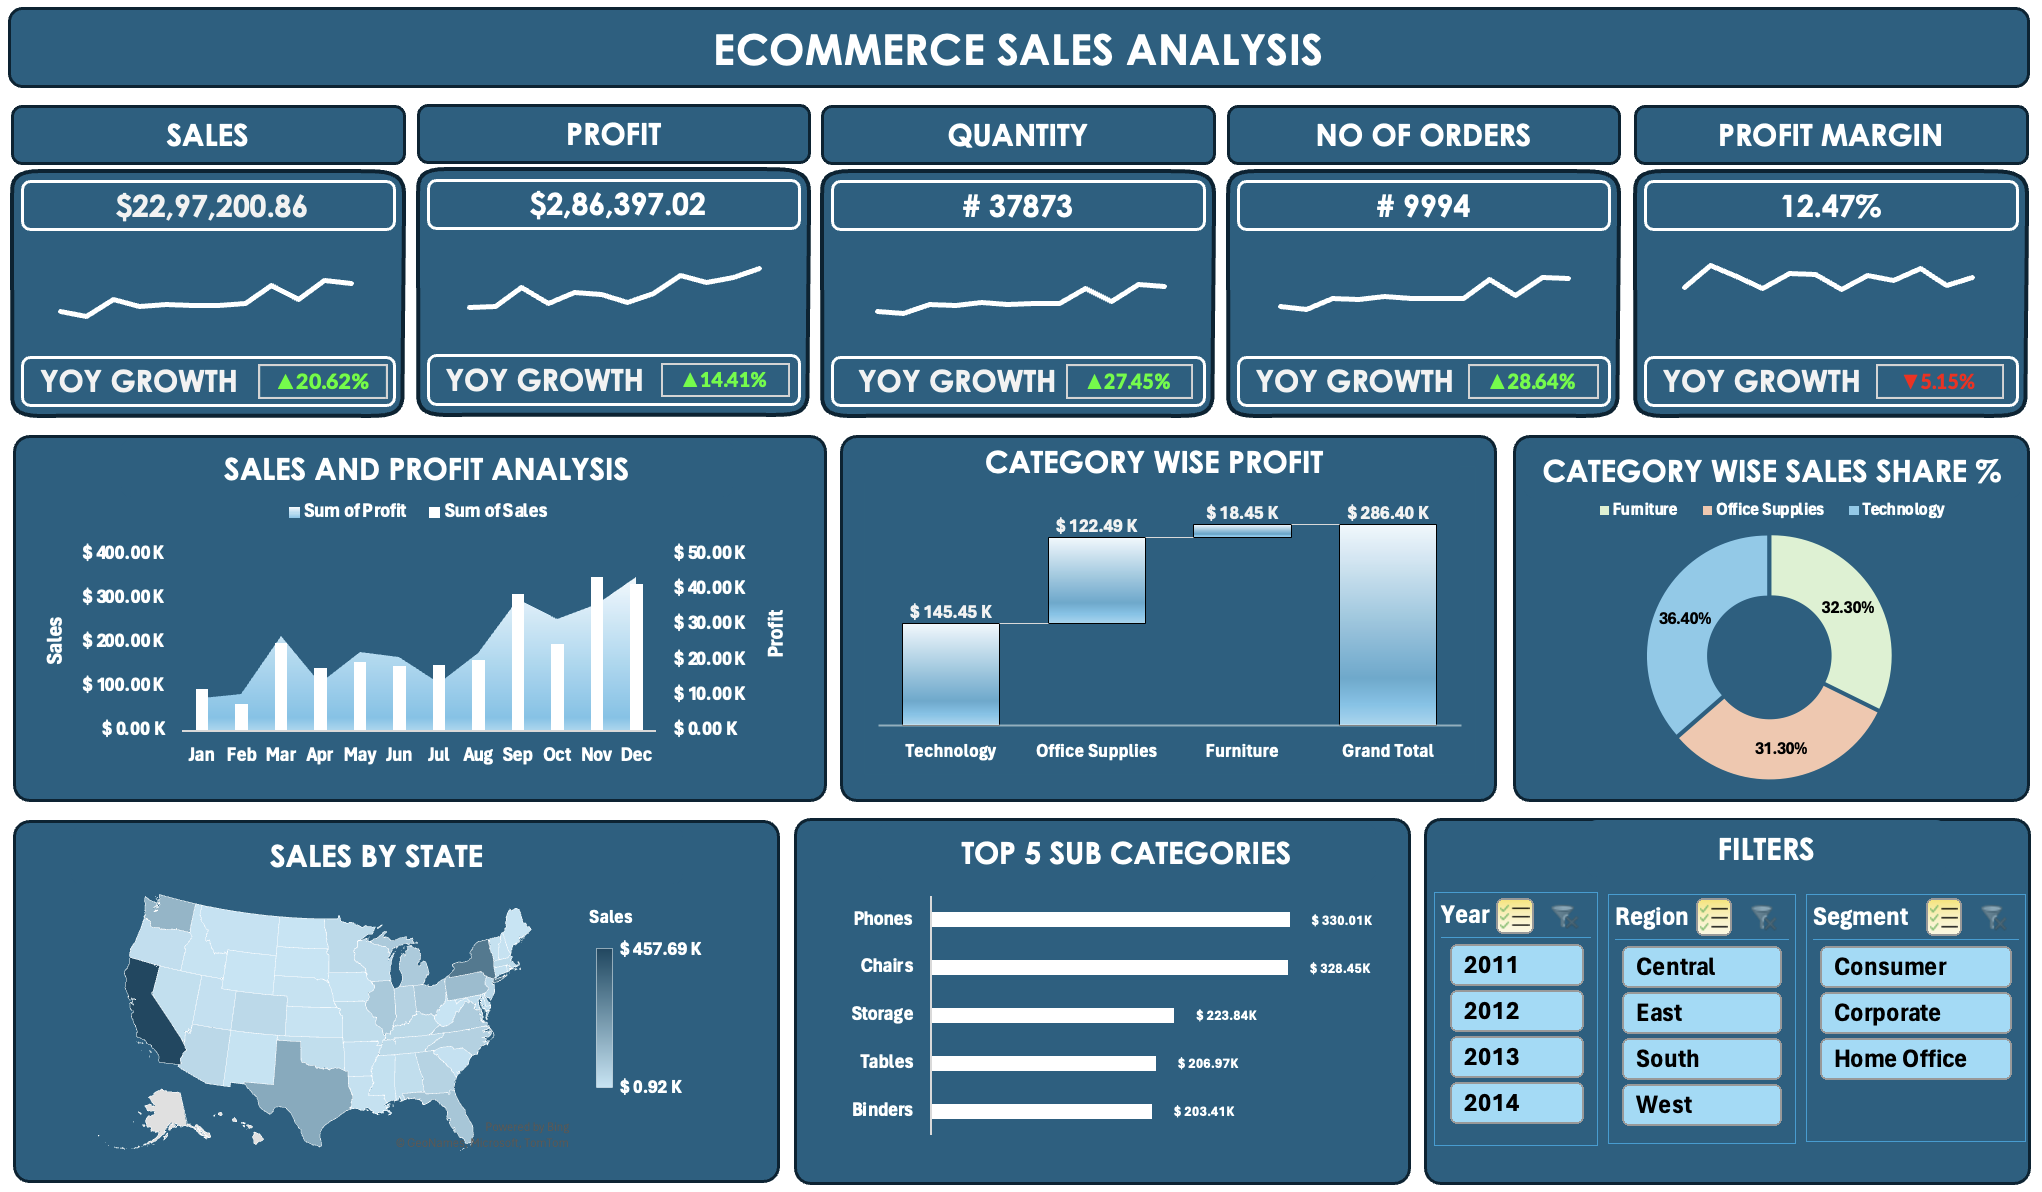 ECOMMERCE SALES ANALYSIS
SALES
$22,97,200.86
YOY GROWTH ▲20.62%
PROFIT
$2,86,397.02
YOY GROWTH ▲14.41%
QUANTITY
# 37873
YOY GROWTH ▲27.45%
NO OF ORDERS
# 9994
YOY GROWTH ▲28.64%
PROFIT MARGIN
12.47%
YOY GROWTH ▼5.15%
SALES AND PROFIT ANALYSIS
Sum of Profit Sum of Sales
Sales
$ 400.00 K
$ 300.00 K
$ 200.00 K
$ 100.00 K
$ 0.00 K
$ 50.00 K
$ 40.00 K
$ 30.00 K
$ 20.00 K
$ 10.00 K
$ 0.00 K
Profit
Jan Feb Mar Apr May Jun Jul Aug Sep Oct Nov Dec
CATEGORY WISE PROFIT
$ 145.45 K
$ 122.49 K
$ 18.45 K
$ 286.40 K
Technology Office Supplies Furniture Grand Total
CATEGORY WISE SALES SHARE %
Furniture Office Supplies Technology
36.40%
32.30%
31.30%
SALES BY STATE
Sales
$ 457.69 K
$ 0.92 K
TOP 5 SUB CATEGORIES
Phones $ 330.01K
Chairs $ 328.45K
Storage $ 223.84K
Tables $ 206.97K
Binders $ 203.41K
FILTERS
Year
2011
2012
2013
2014
Region
Central
East
South
West
Segment
Consumer
Corporate
Home Office